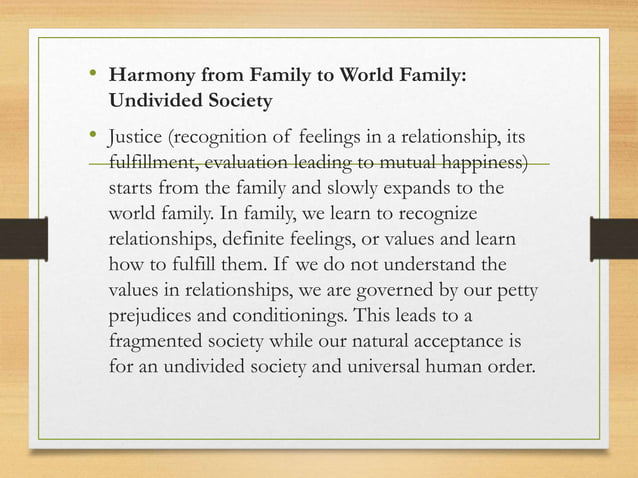 • Harmony from Family to World Family:
Undivided Society
• Justice (recognition of feelings in a relationship, its
fulfillment, evaluation leading to mutual happiness)
starts from the family and slowly expands to the
world family. In family, we learn to recognize
relationships, definite feelings, or values and learn
how to fulfill them. If we do not understand the
values in relationships, we are governed by our petty
prejudices and conditionings. This leads to a
fragmented society while our natural acceptance is
for an undivided society and universal human order.